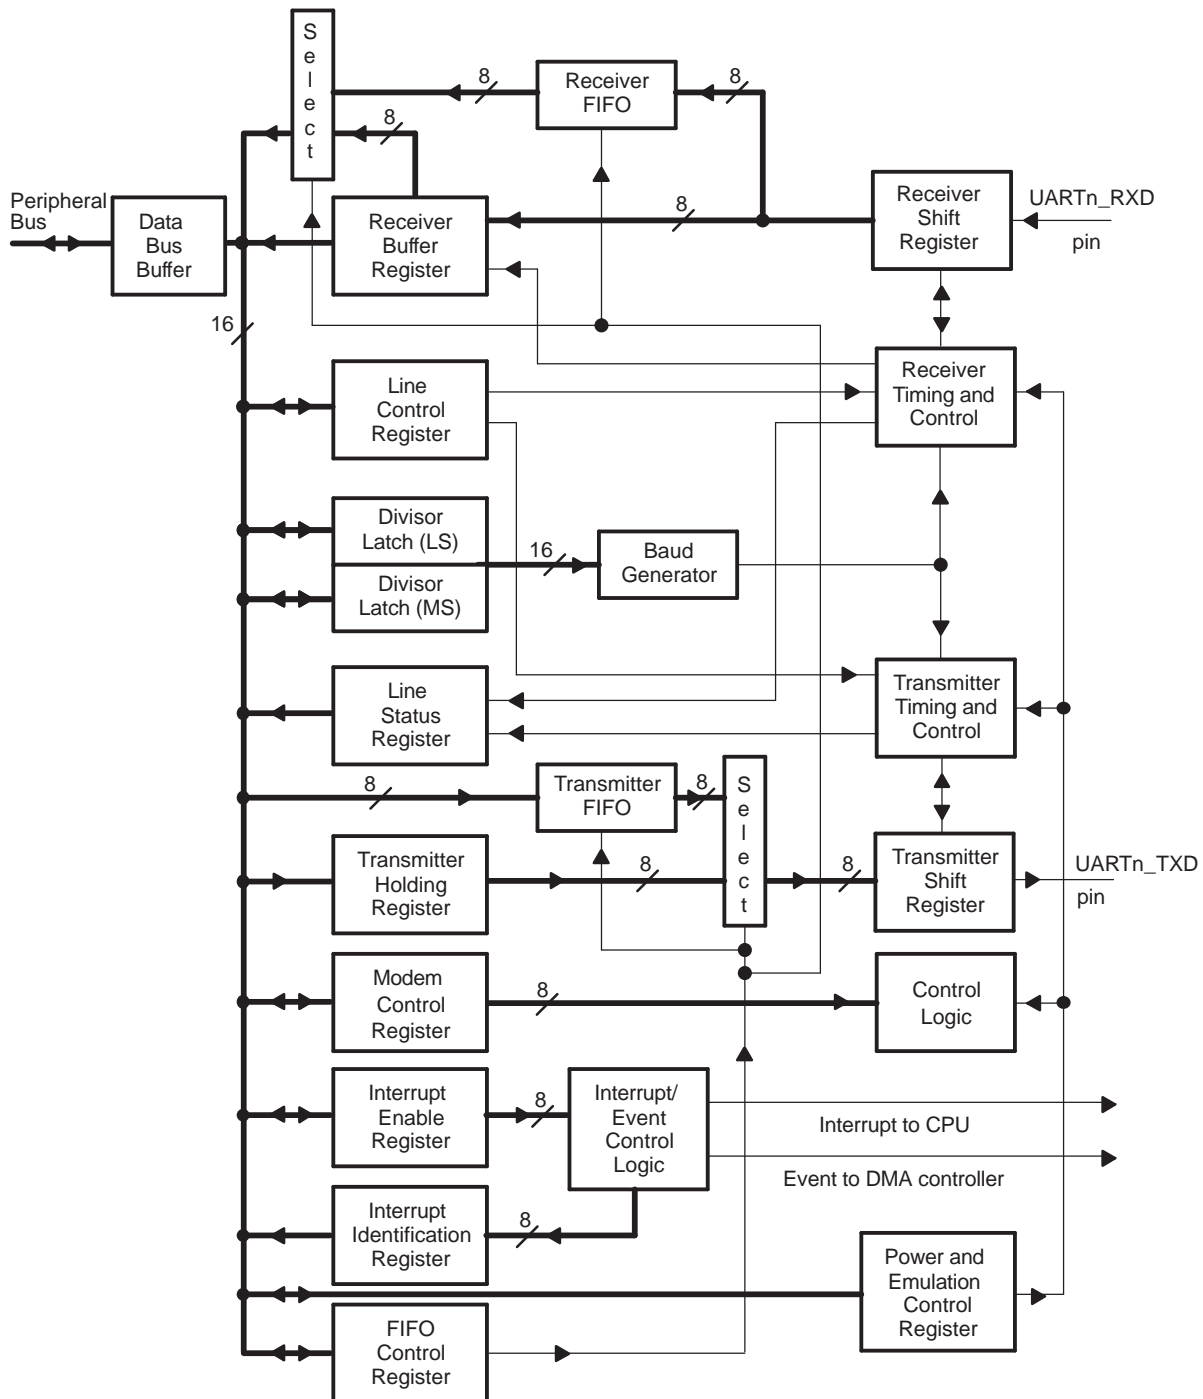 S
e
l
e
c
t
8
Receiver
FIFO
8
8
Peripheral
Bus
Data
Bus
Buffer
Receiver
Buffer
Register
8
Receiver
Shift
Register
UARTn_RXD
pin
16
Line
Control
Register
Receiver
Timing and
Control
Divisor
Latch (LS)
16
Baud
Generator
Divisor
Latch (MS)
Line
Status
Register
Transmitter
Timing and
Control
8
Transmitter
FIFO
8
S
e
l
e
c
t
Transmitter
Holding
Register
8
8
Transmitter
Shift
Register
UARTn_TXD
pin
Modem
Control
Register
8
Control
Logic
Interrupt
Enable
Register
8
Interrupt/
Event
Control
Logic
Interrupt to CPU
Event to DMA controller
Interrupt
Identification
Register
8
Power and
Emulation
Control
Register
FIFO
Control
Register